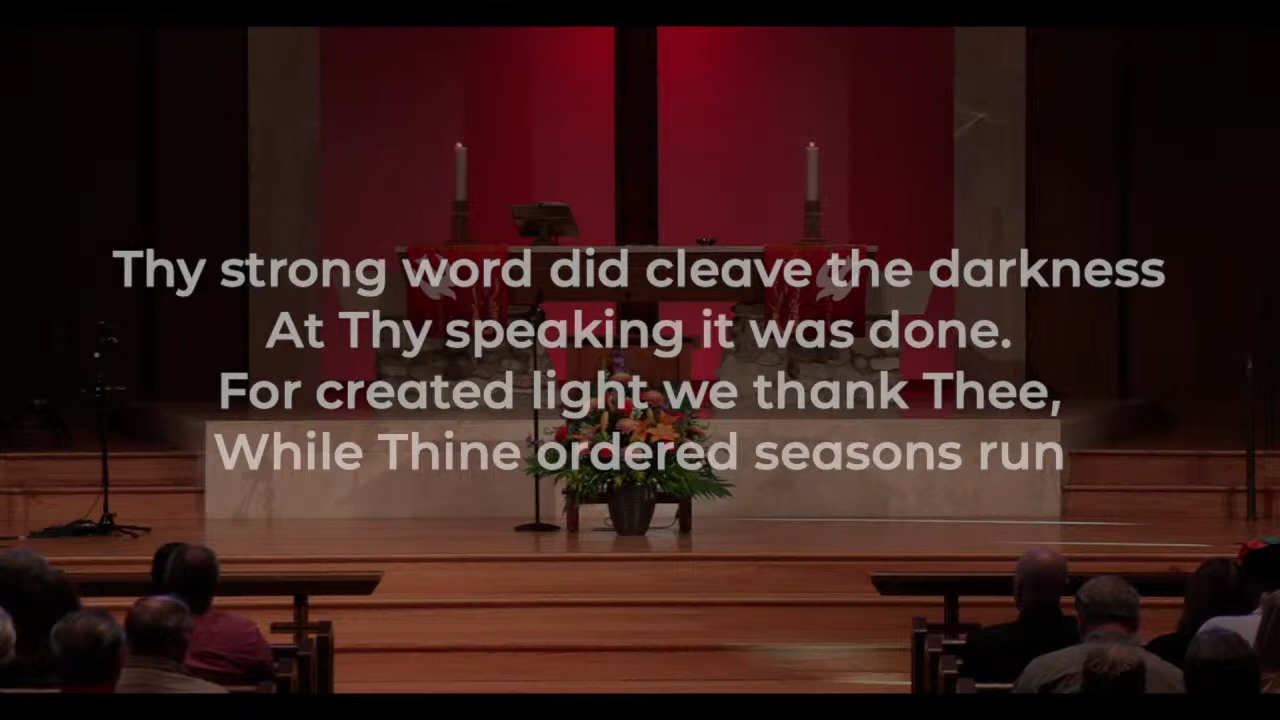 Thy strong word did cleave the darkness
At Thy speaking it was done.
For created light we thank Thee,
While Thine ordered seasons run